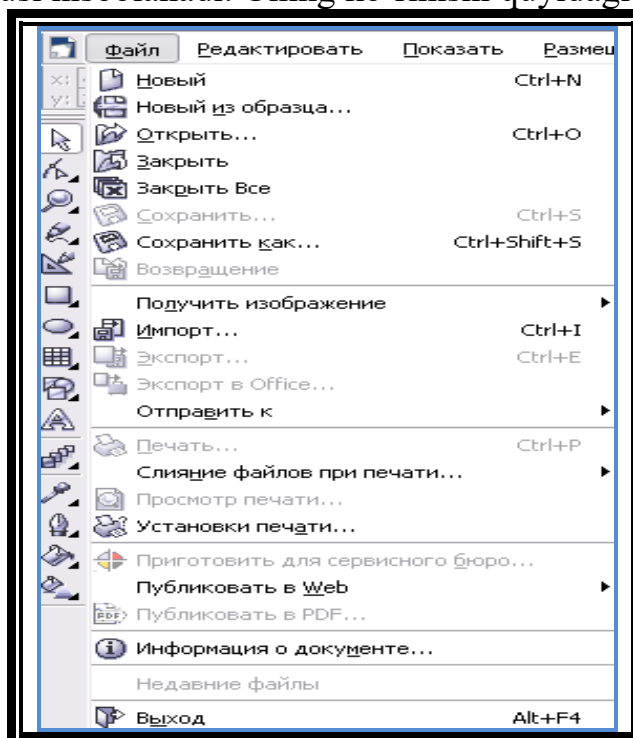 Файл Редактировать Показать Размещ
x:
y:
Новый Ctrl+N
Новый из образца...
Открыть... Ctrl+O
Закрыть
Закрыть Все
Сохранить... Ctrl+S
Сохранить как... Ctrl+Shift+S
Возвращение
Получить изображение
Импорт... Ctrl+I
Экспорт... Ctrl+E
Экспорт в Office...
Отправить к
Печать... Ctrl+P
Слияние файлов при печати...
Просмотр печати...
Установки печати...
Приготовить для сервисного бюро...
Публиковать в Web
PDF Публиковать в PDF...
Информация о документе...
Недавние файлы
Выход Alt+F4